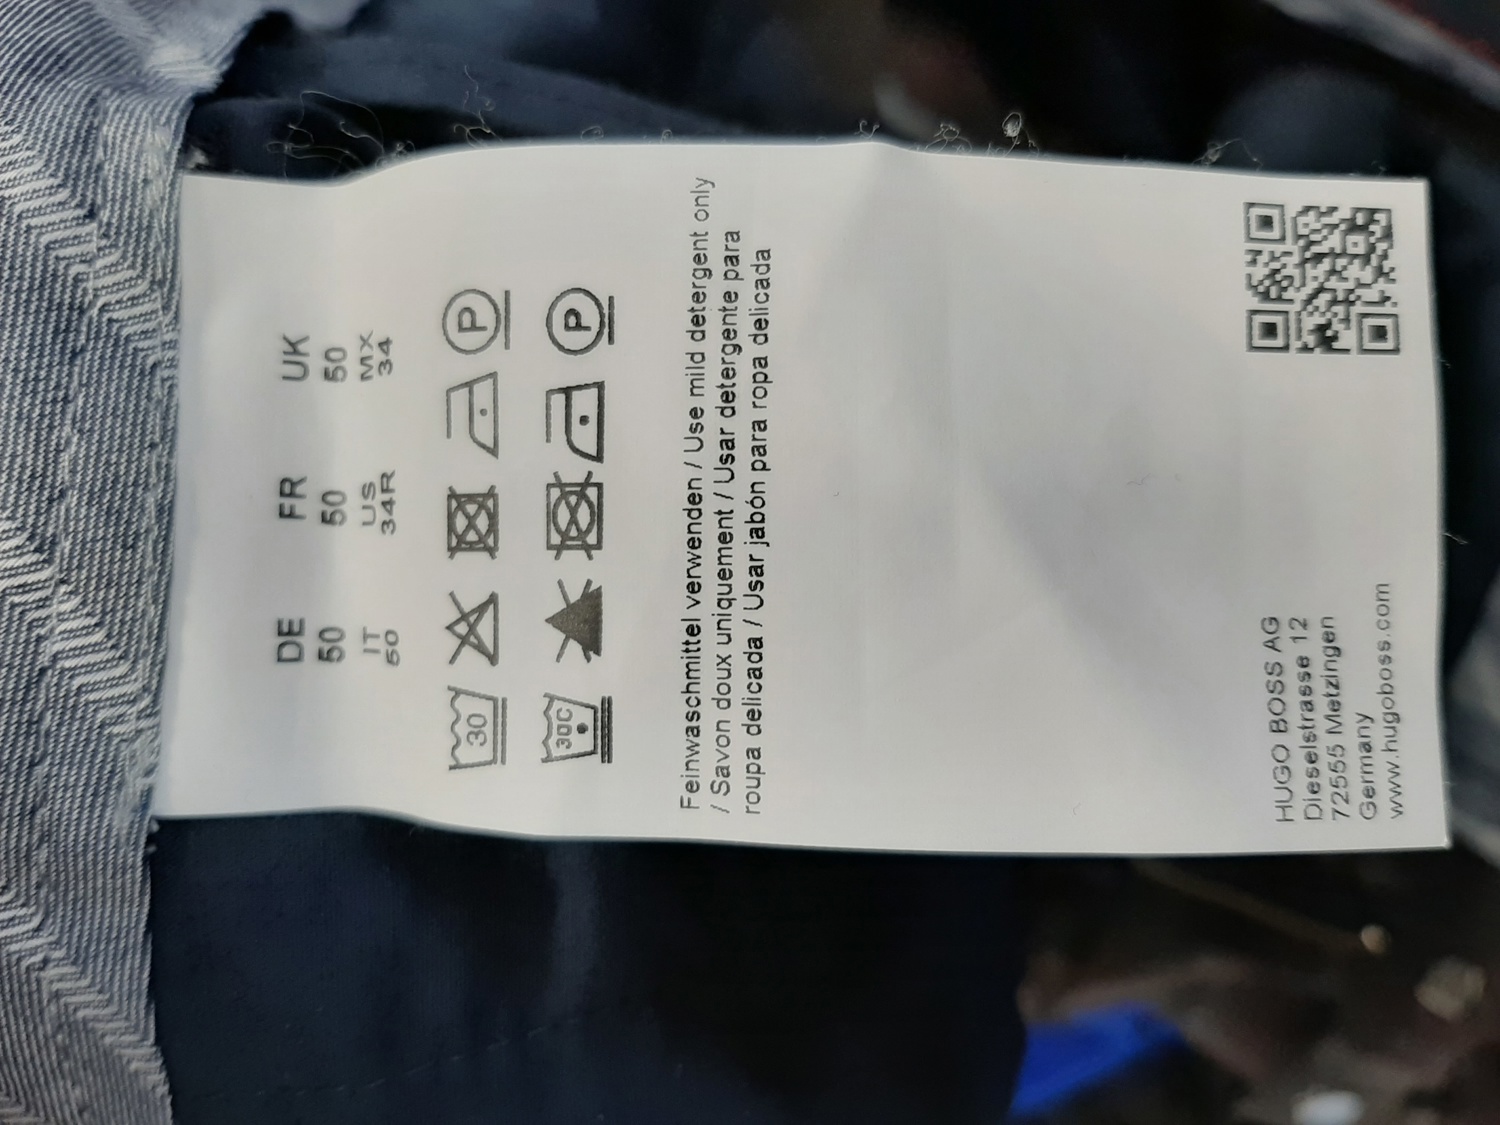 DE FR UK
50 50 50
IT US MX
50 34R 34
30 P
30C P
Feinwaschmittel verwenden / Use mild detergent only
/ Savon doux uniquement / Usar detergente para
roupa delicada / Usar jabón para ropa delicada
HUGO BOSS AG
Dieselstrasse 12
72555 Metzingen
Germany
www.hugoboss.com